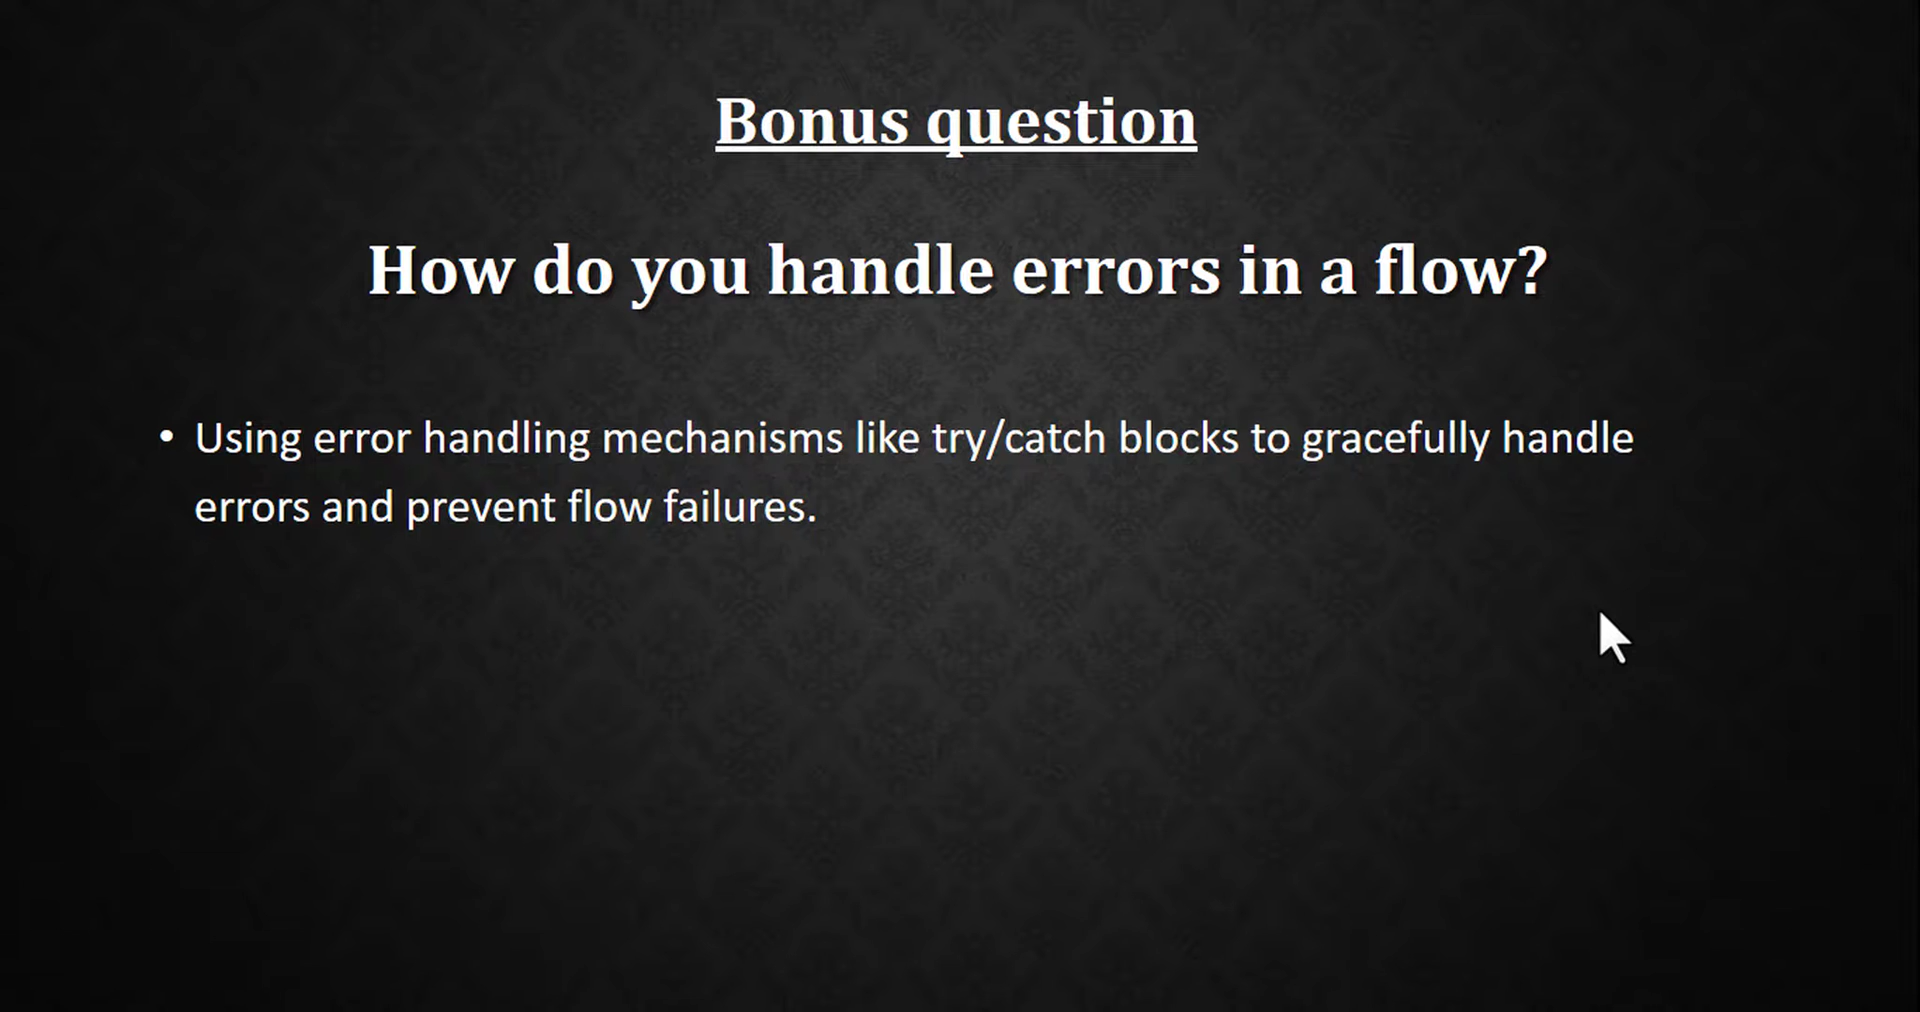 Bonus question
How do you handle errors in a flow?
• Using error handling mechanisms like try/catch blocks to gracefully handle
errors and prevent flow failures.